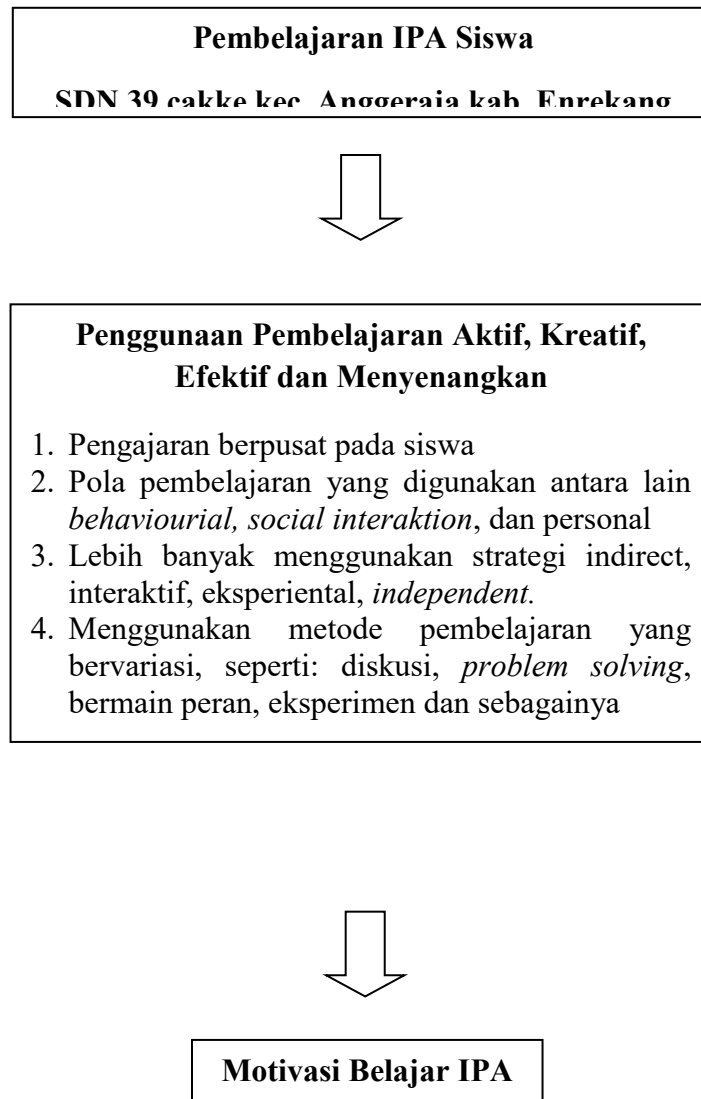 Pembelajaran IPA Siswa
SDN 39 cakke kec. Anggeraja kab. Enrekang
Penggunaan Pembelajaran Aktif, Kreatif,
Efektif dan Menyenangkan
1. Pengajaran berpusat pada siswa
2. Pola pembelajaran yang digunakan antara lain
behaviourial, social interaktion, dan personal
3. Lebih banyak menggunakan strategi indirect,
interaktif, eksperiental, independent.
4. Menggunakan metode pembelajaran yang
bervariasi, seperti: diskusi, problem solving,
bermain peran, eksperimen dan sebagainya
Motivasi Belajar IPA